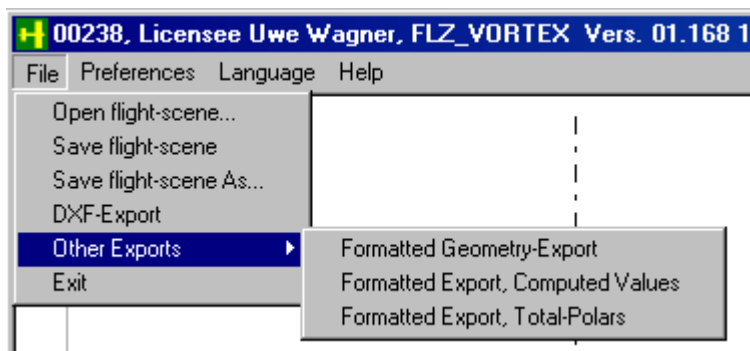 00238, Licensee Uwe Wagner, FLZ_VORTEX Vers. 01.168 1
File Preferences Language Help
Open flight-scene...
Save flight-scene
Save flight-scene As...
DXF-Export
Other Exports
Exit
Formatted Geometry-Export
Formatted Export, Computed Values
Formatted Export, Total-Polars